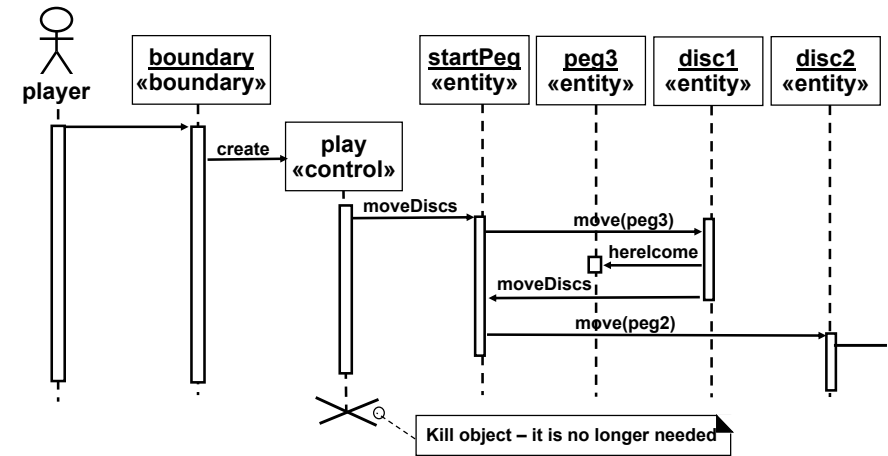 player
boundary
«boundary»
startPeg
«entity»
peg3
«entity»
disc1
«entity»
disc2
«entity»
create
play
«control»
moveDiscs
move(peg3)
hereIcome
moveDiscs
move(peg2)
Kill object – it is no longer needed